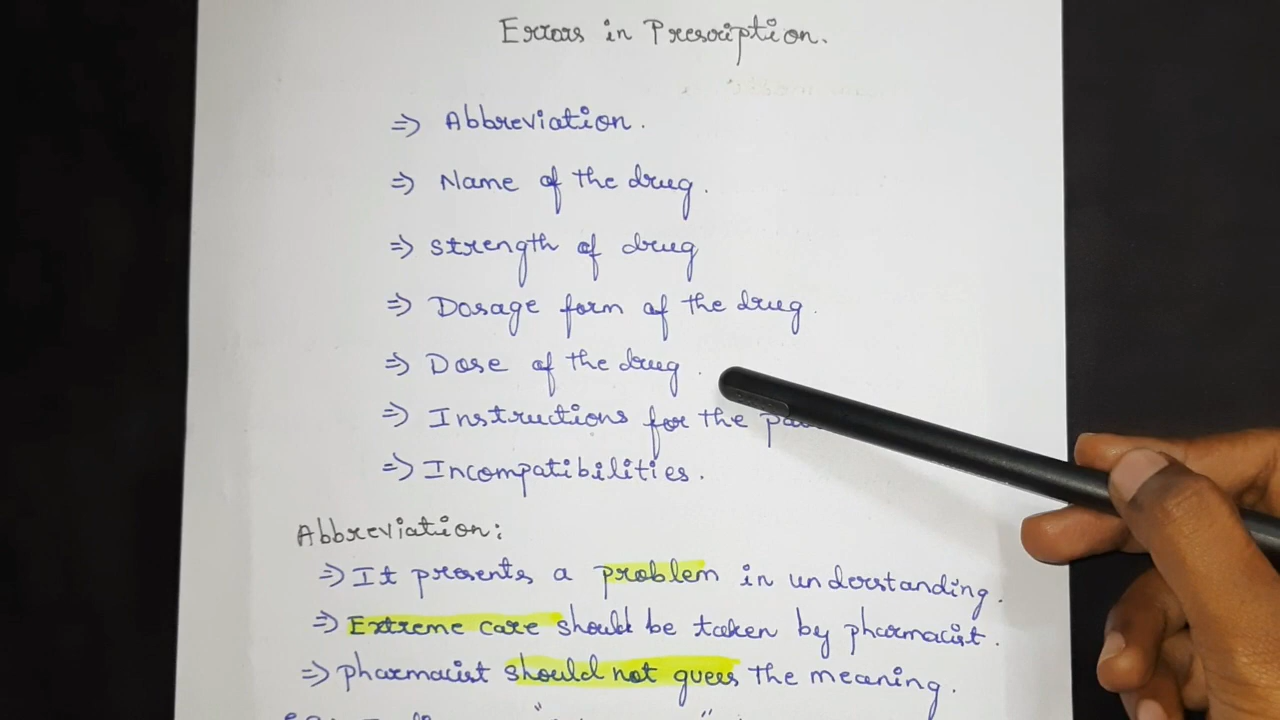 Errors in Prescription.
=> Abbreviation.
=> Name of the drug.
=> Strength of drug
=> Dosage form of the drug.
=> Dose of the drug.
=> Instructions for the
=> Incompatibilities.
Abbreviation:
=> It presents a problem in understanding.
=> Extreme care should be taken by pharmacist.
=> pharmacist should not guess the meaning.